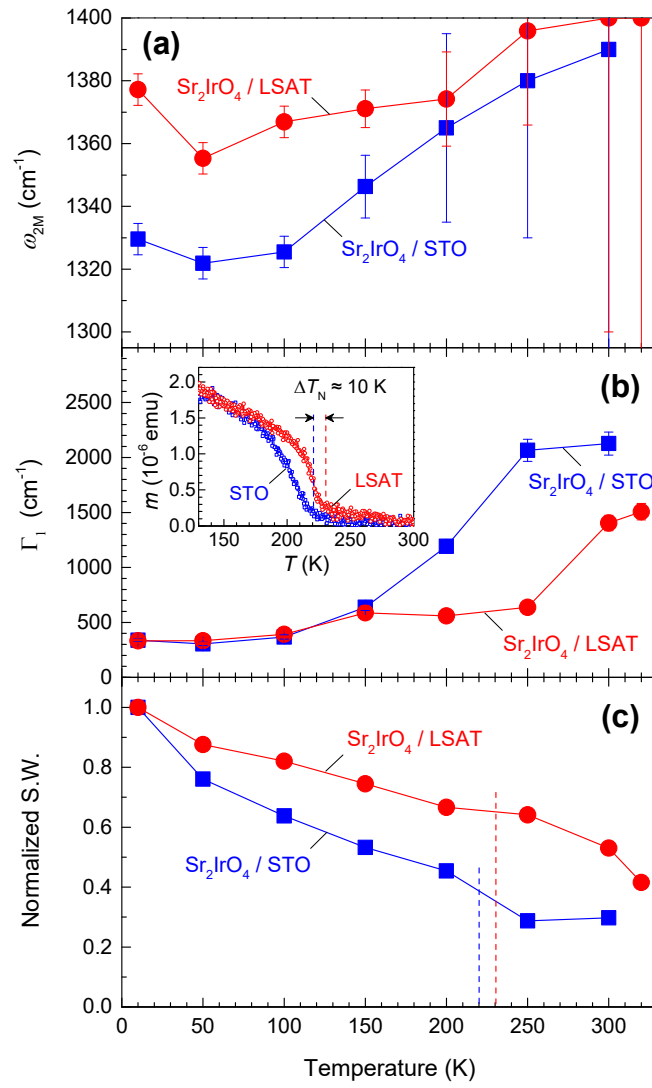 (a)
1400
1380
1360
1340
1320
1300
ω2M (cm-1)
Sr2IrO4 / LSAT
Sr2IrO4 / STO
(b)
2500
2000
1500
1000
500
0
Γ1 (cm-1)
Sr2IrO4 / STO
Sr2IrO4 / LSAT
2.0
1.5
1.0
0.5
0.0
m (10-6 emu)
ΔTN ≈ 10 K
STO
LSAT
150 200 250 300
T (K)
(c)
1.0
0.8
0.6
0.4
0.2
0.0
Normalized S.W.
Sr2IrO4 / LSAT
Sr2IrO4 / STO
0 50 100 150 200 250 300
Temperature (K)